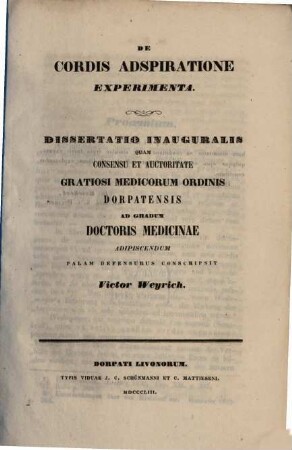 DE
CORDIS ADSPIRATIONE
EXPERIMENTA.
DISSERTATIO INAUGURALIS
QUAM
CONSENSU ET AUCTORITATE
GRATIOSI MEDICORUM ORDINIS
DORPATENSIS
AD GRADUM
DOCTORIS MEDICINAE
ADIPISCENDUM
PALAM DEFENSURUS CONSCRIPSIT
Victor Weyrich.
DORPATI LIVONORUM.
TYPIS VIDUAE J. C. SCHÜNMANNI ET C. MATTIESENI.
MDCCCLIII.